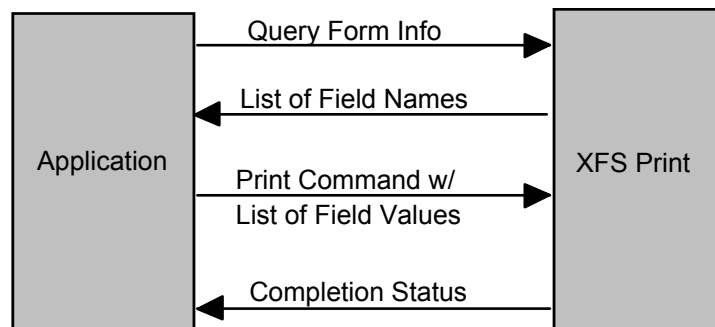 Query Form Info
List of Field Names
Application
XFS Print
Print Command w/
List of Field Values
Completion Status